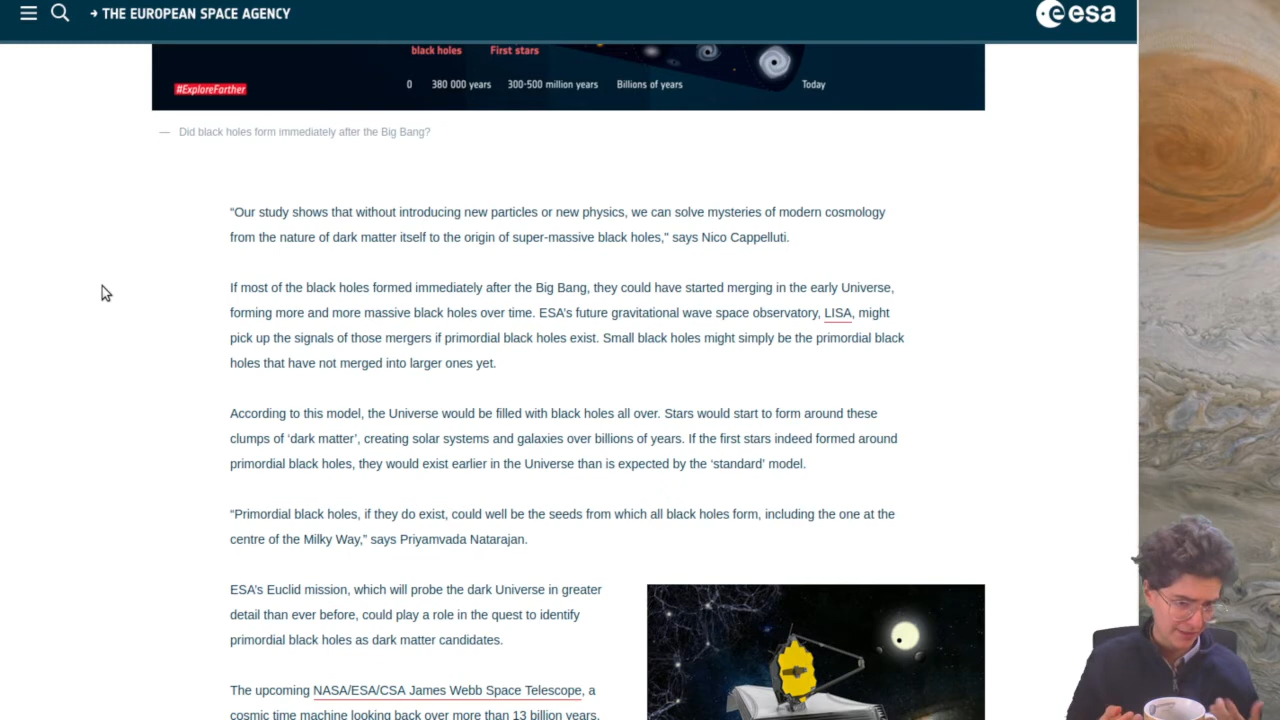 → THE EUROPEAN SPACE AGENCY
esa
black holes First stars
0 380 000 years 300-500 million years Billions of years Today
#ExploreFarther
— Did black holes form immediately after the Big Bang?
“Our study shows that without introducing new particles or new physics, we can solve mysteries of modern cosmology
from the nature of dark matter itself to the origin of super-massive black holes," says Nico Cappelluti.
If most of the black holes formed immediately after the Big Bang, they could have started merging in the early Universe,
forming more and more massive black holes over time. ESA’s future gravitational wave space observatory, LISA, might
pick up the signals of those mergers if primordial black holes exist. Small black holes might simply be the primordial black
holes that have not merged into larger ones yet.
According to this model, the Universe would be filled with black holes all over. Stars would start to form around these
clumps of ‘dark matter’, creating solar systems and galaxies over billions of years. If the first stars indeed formed around
primordial black holes, they would exist earlier in the Universe than is expected by the ‘standard’ model.
“Primordial black holes, if they do exist, could well be the seeds from which all black holes form, including the one at the
centre of the Milky Way,” says Priyamvada Natarajan.
ESA’s Euclid mission, which will probe the dark Universe in greater
detail than ever before, could play a role in the quest to identify
primordial black holes as dark matter candidates.
The upcoming NASA/ESA/CSA James Webb Space Telescope, a
cosmic time machine looking back over more than 13 billion years,